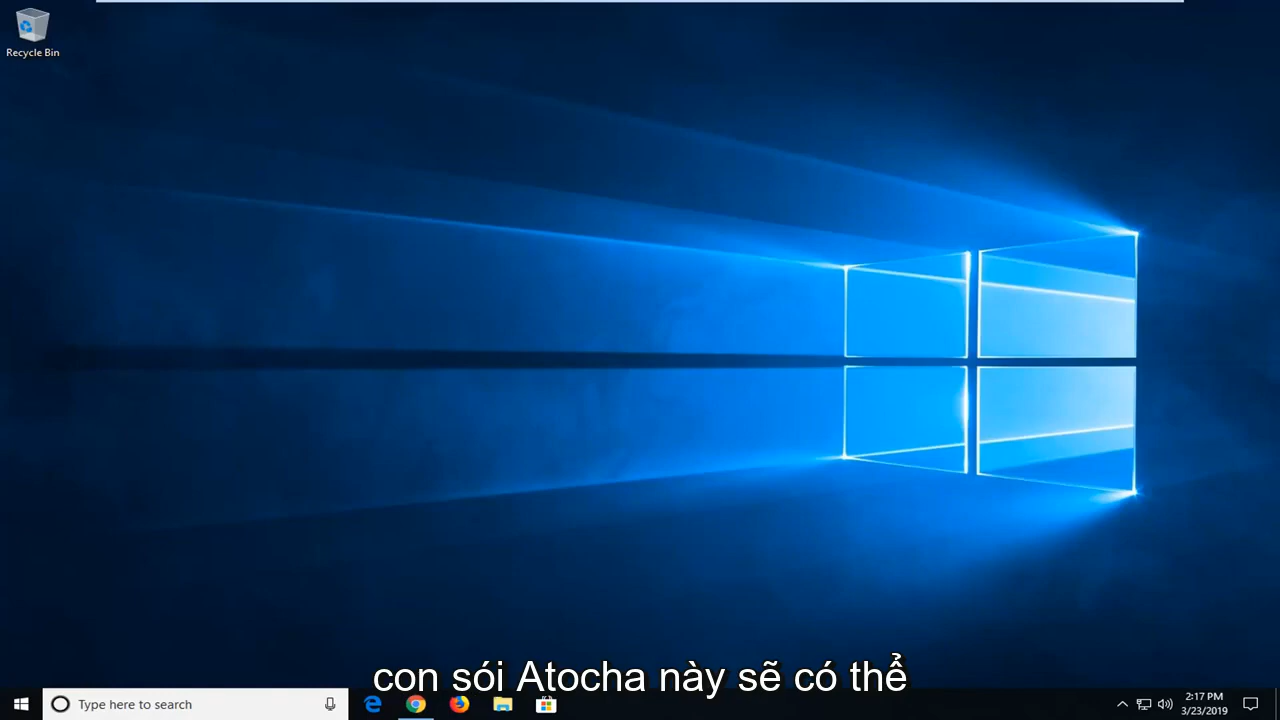 Recycle Bin
con sói Atocha này sẽ có thể
Type here to search
2:17 PM
3/23/2019